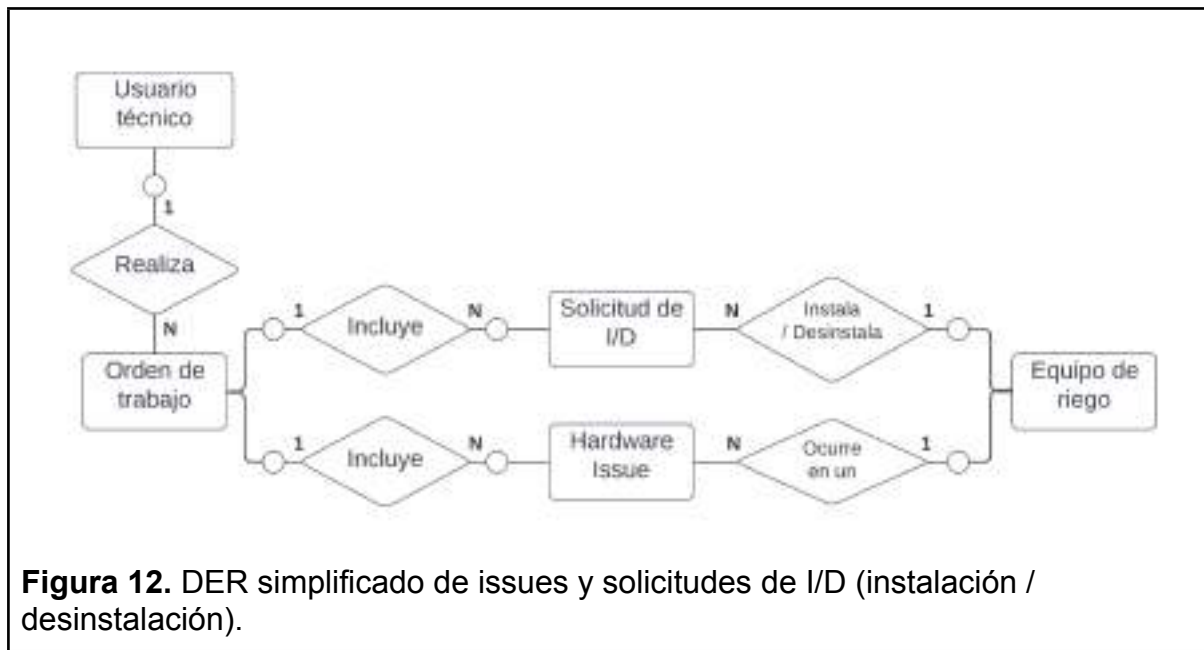 Usuario
técnico
1
Realiza
N
Orden de
trabajo
1
Incluye
N
Solicitud de
I/D
N
Instala
/ Desinstala
1
Equipo de
riego
1
Incluye
N
Hardware
Issue
N
Ocurre
en un
1
Figura 12. DER simplificado de issues y solicitudes de I/D (instalación /
desinstalación).